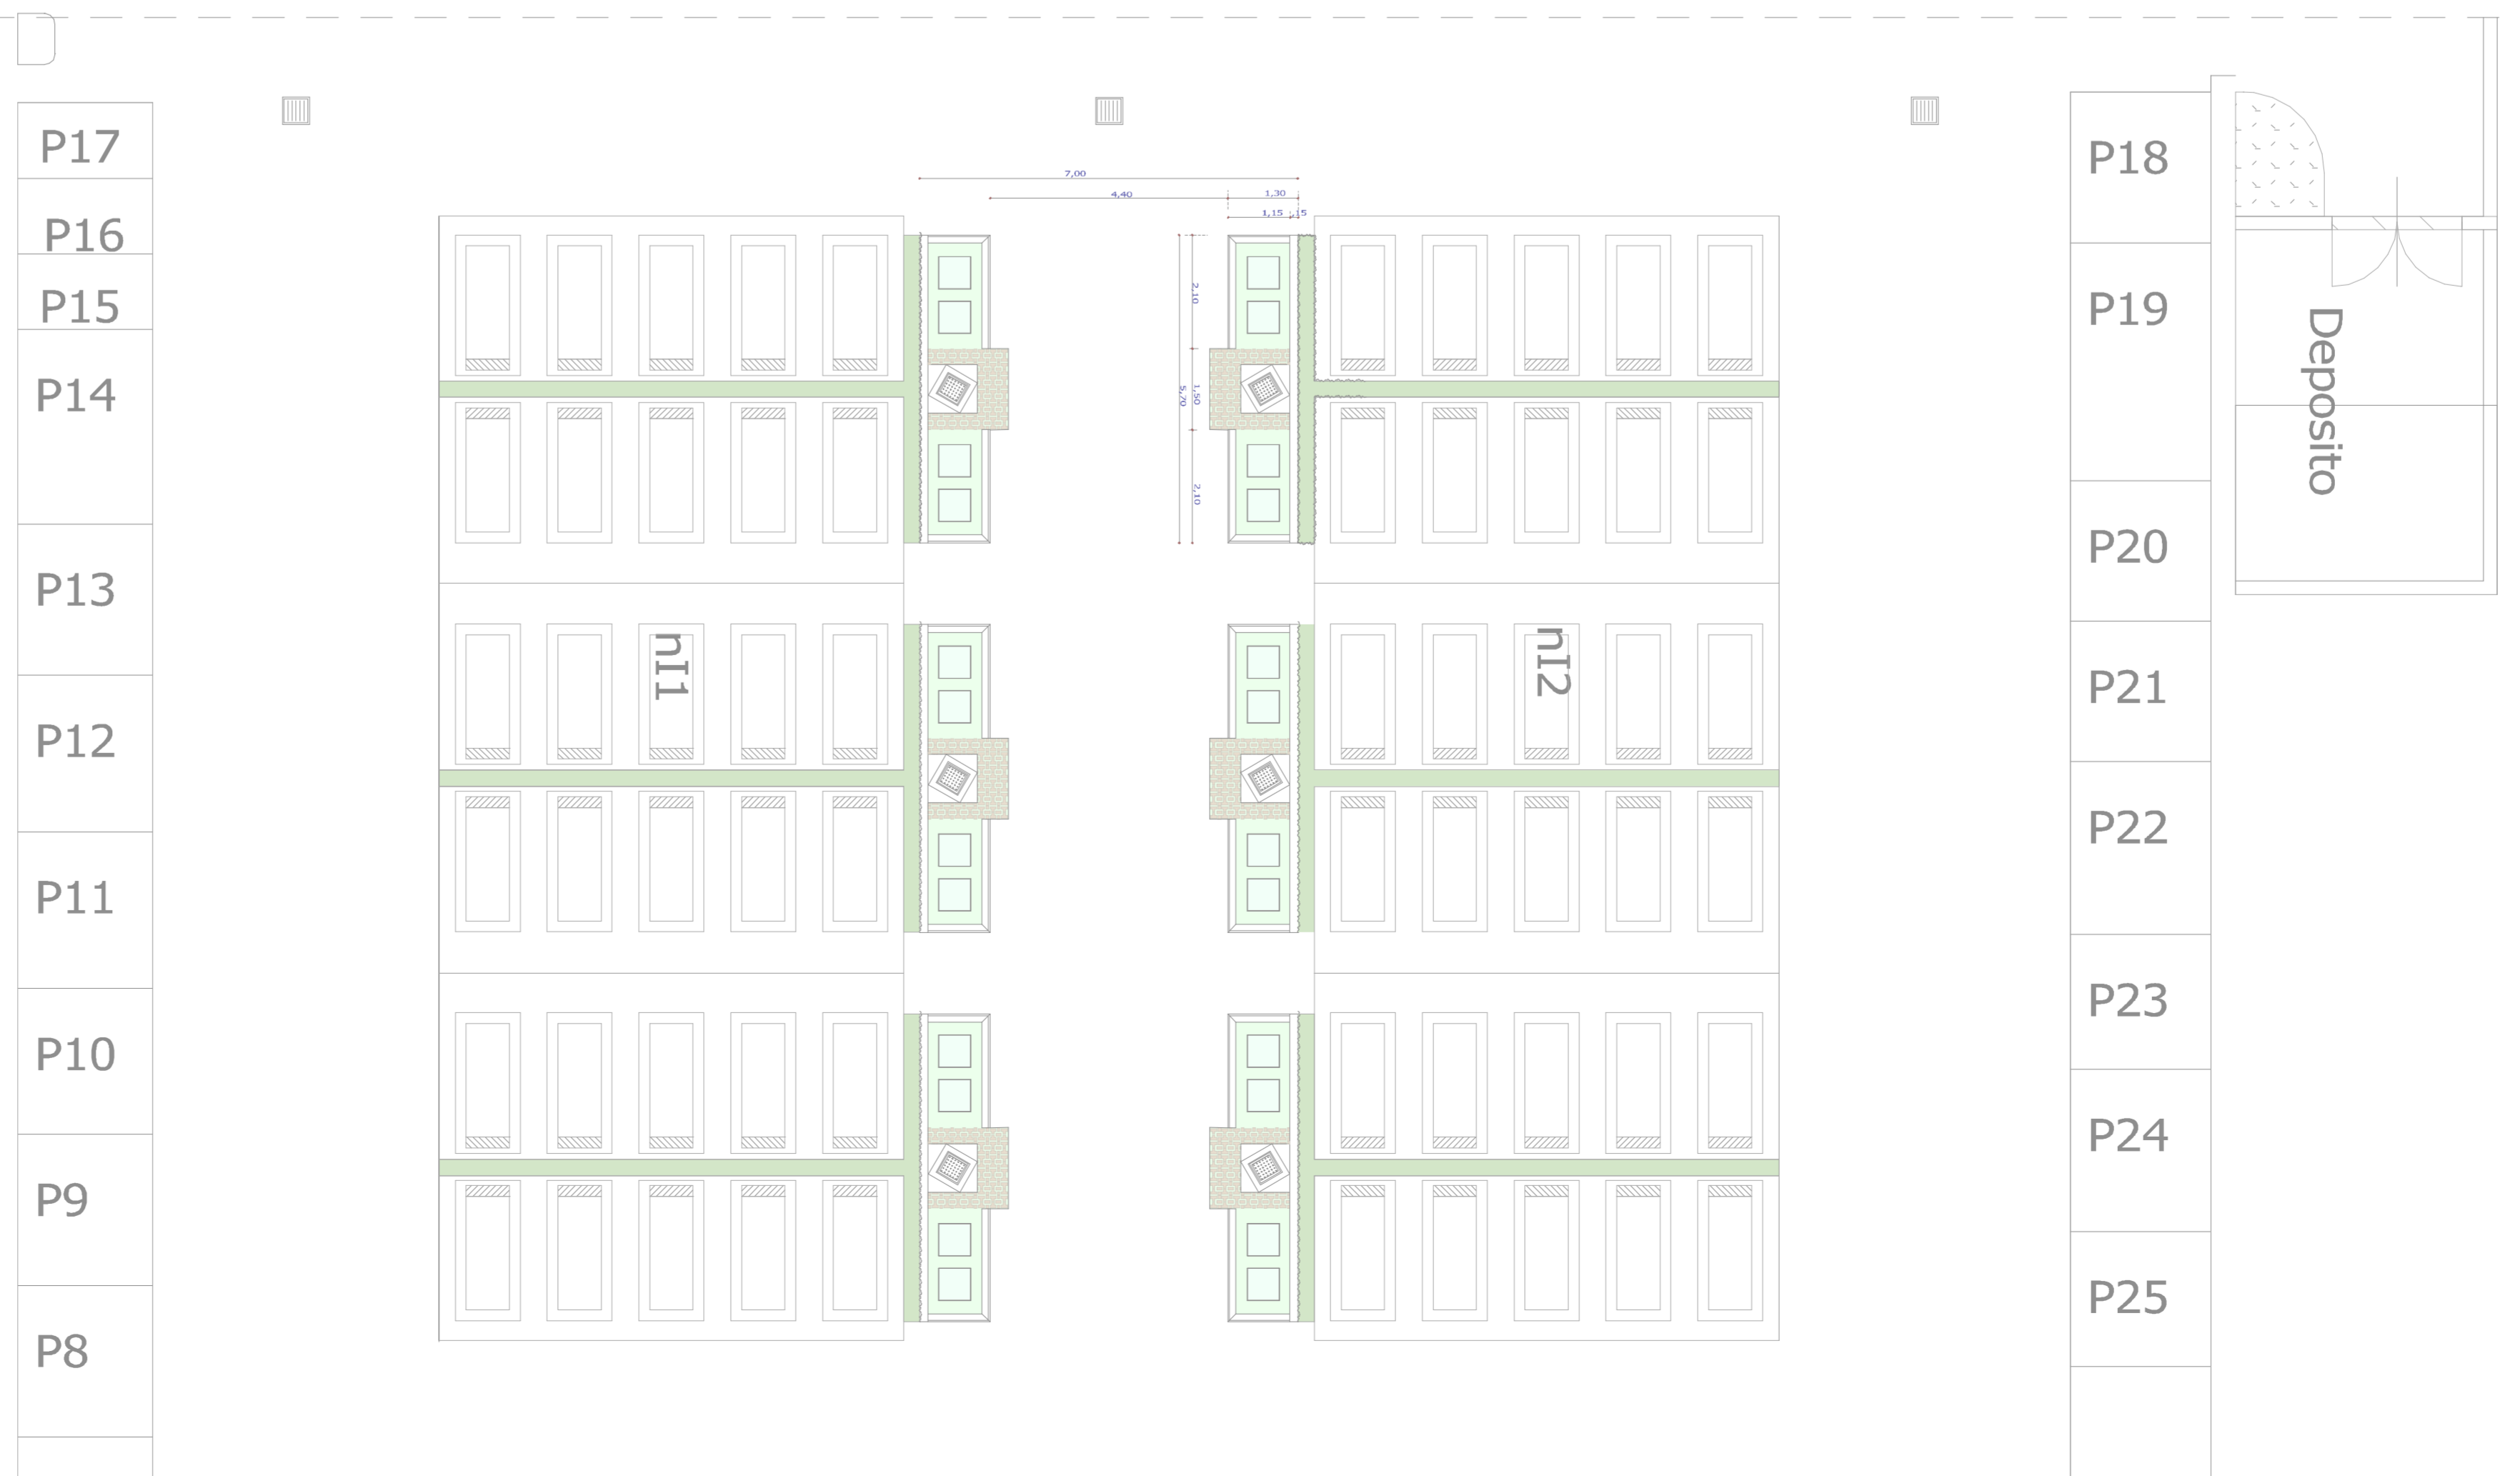 P17
P16
P15
P14
P13
P12
P11
P10
P9
P8
7,00
4,40
1,30
1,15
,15
2,10
1,50
5,70
2,10
nI1
nI2
P18
P19
P20
P21
P22
P23
P24
P25
Deposito